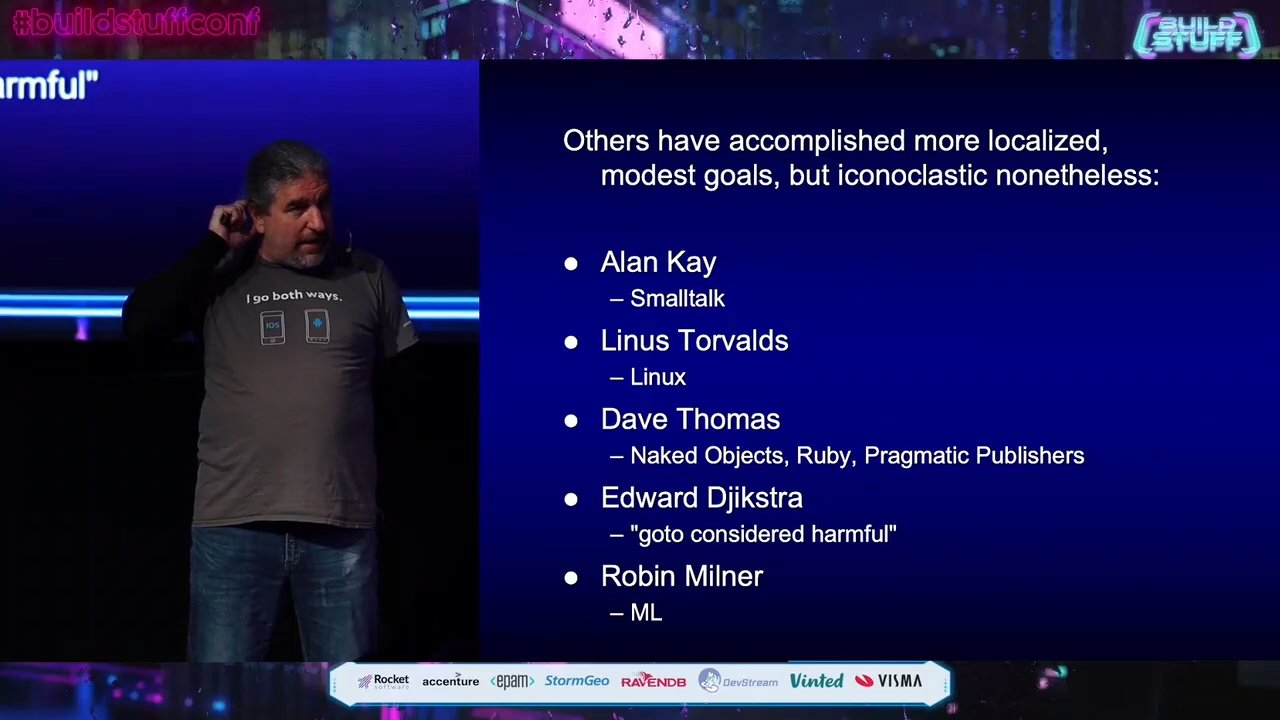 #buildstuffconf
BUILD
STUFF
armful"
I go both ways.
iOS
Others have accomplished more localized,
modest goals, but iconoclastic nonetheless:
● Alan Kay
– Smalltalk
● Linus Torvalds
– Linux
● Dave Thomas
– Naked Objects, Ruby, Pragmatic Publishers
● Edward Djikstra
– "goto considered harmful"
● Robin Milner
– ML
Rocket
software
accenture
<epam>
StormGeo
RAVENDB
DevStream
Vinted
VISMA